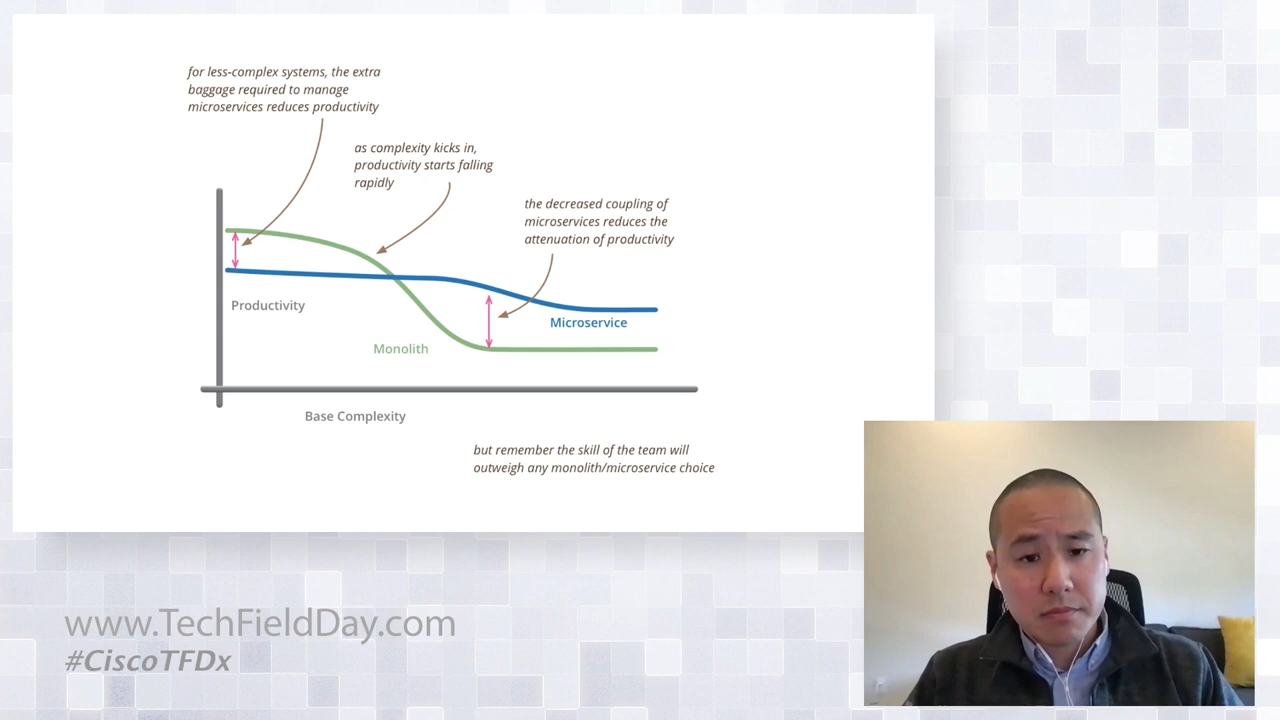 for less-complex systems, the extra
baggage required to manage
microservices reduces productivity
as complexity kicks in,
productivity starts falling
rapidly
the decreased coupling of
microservices reduces the
attenuation of productivity
Productivity
Microservice
Monolith
Base Complexity
but remember the skill of the team will
outweigh any monolith/microservice choice
www.TechFieldDay.com
#CiscoTFDx